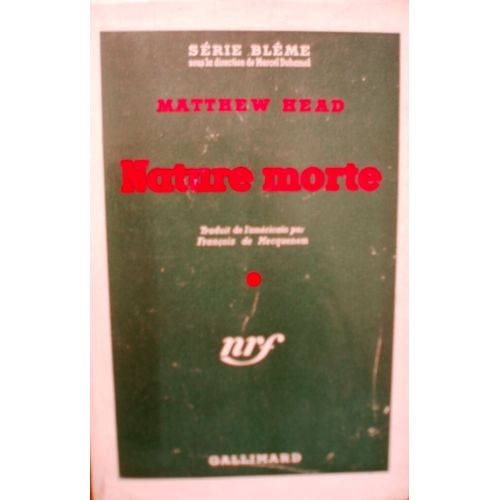 SÉRIE BLÊME
sous la direction de Marcel Duhamel
MATTHEW HEAD
Nature morte
Traduit de l'américain par
François de Mecquenem
nrf
GALLIMARD